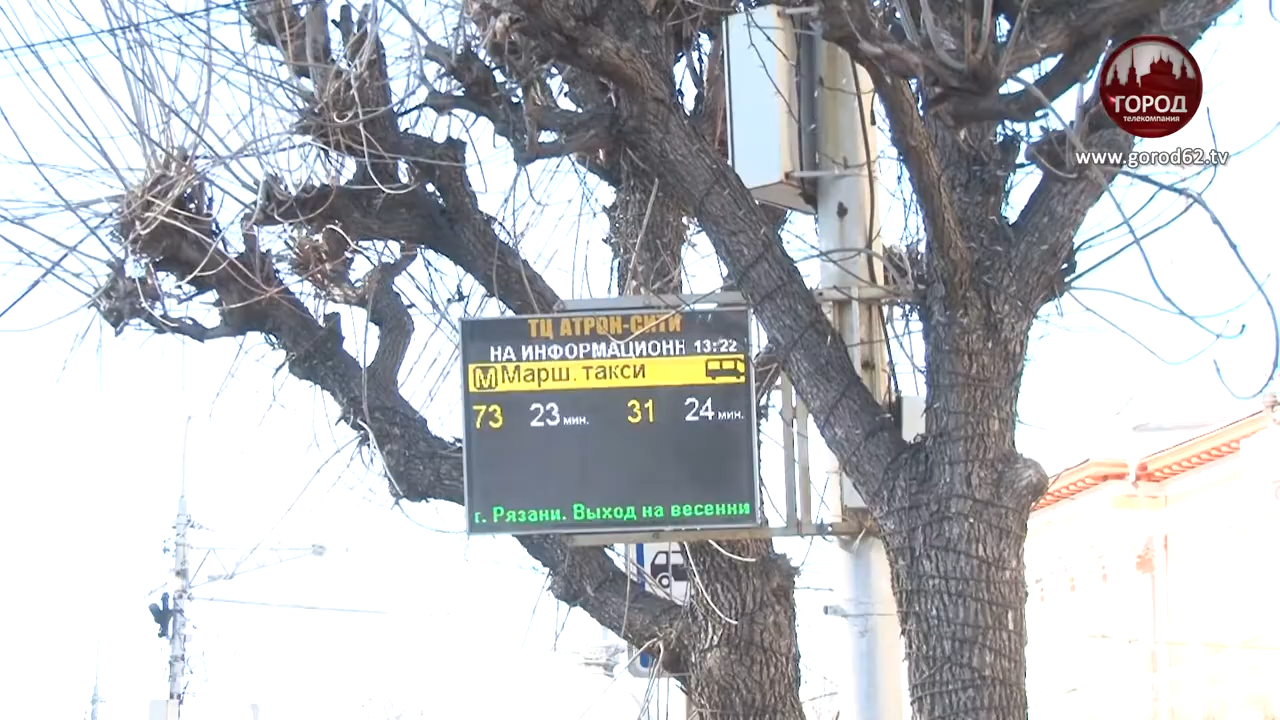 ГОРОД
телекомпания
www.gorod62.tv
ТЦ АТРОН-СИТИ
НА ИНФОРМАЦИОНН 13:22
М Марш. такси
73 23 мин. 31 24 мин.
г. Рязани. Выход на весенни